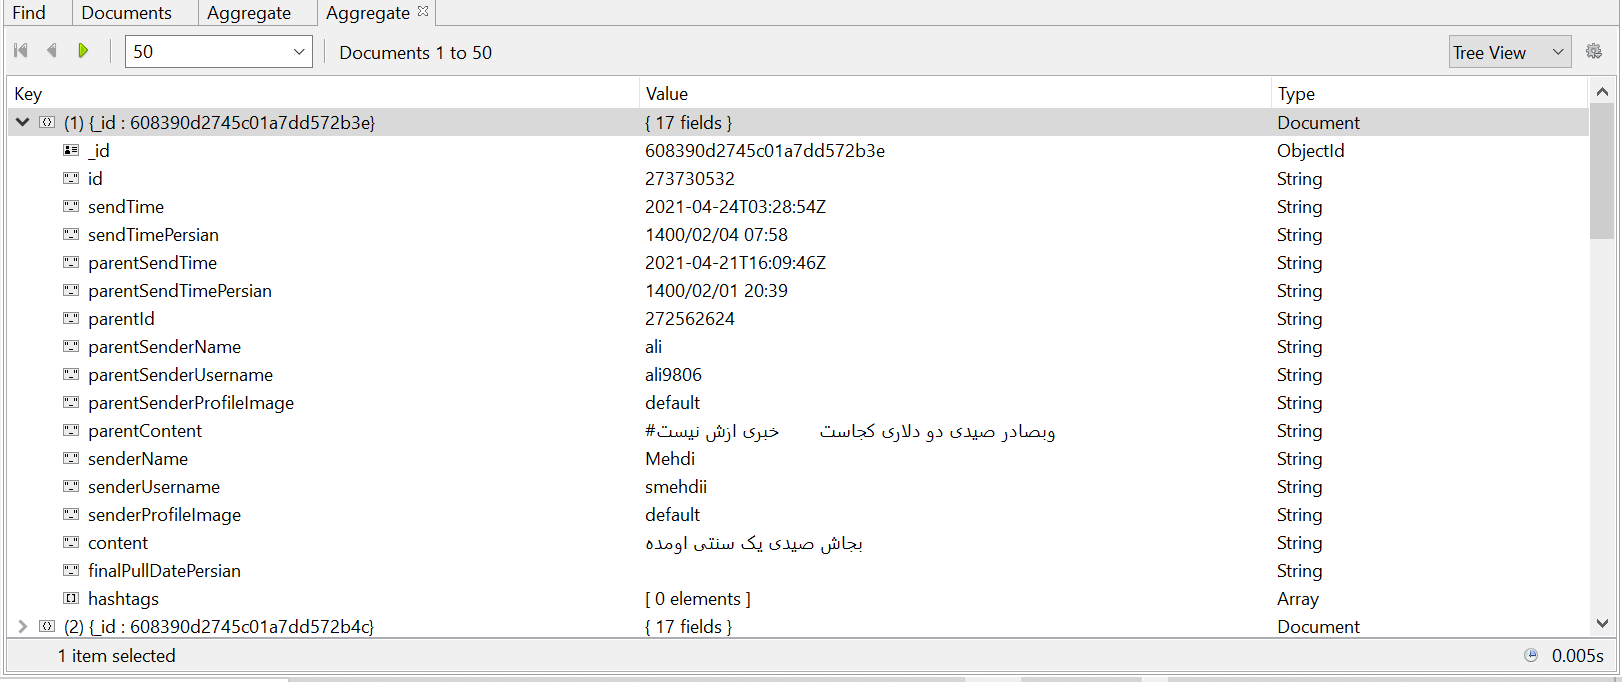 Find Documents Aggregate Aggregate
50 Documents 1 to 50 Tree View
Key Value Type
(1) {_id : 608390d2745c01a7dd572b3e} { 17 fields } Document
_id 608390d2745c01a7dd572b3e ObjectId
id 273730532 String
sendTime 2021-04-24T03:28:54Z String
sendTimePersian 1400/02/04 07:58 String
parentSendTime 2021-04-21T16:09:46Z String
parentSendTimePersian 1400/02/01 20:39 String
parentId 272562624 String
parentSenderName ali String
parentSenderUsername ali9806 String
parentSenderProfileImage default String
parentContent #وبصادر صیدی دو دلاری کجاست خبری ازش نیست String
senderName Mehdi String
senderUsername smehdii String
senderProfileImage default String
content بجاش صیدی یک سنتی اومده String
finalPullDatePersian String
hashtags [ 0 elements ] Array
(2) {_id : 608390d2745c01a7dd572b4c} { 17 fields } Document
1 item selected 0.005s